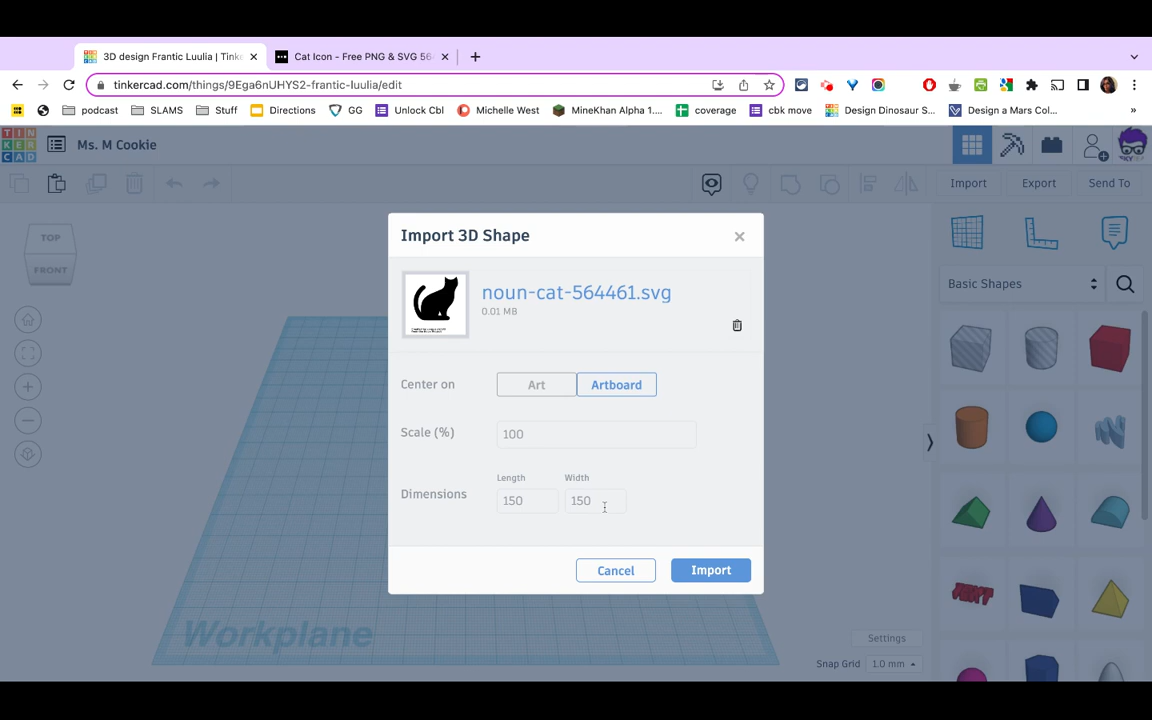 3D design Frantic Luulia | Tinke
Cat Icon - Free PNG & SVG 56
tinkercad.com/things/9Ega6nUHYS2-frantic-luulia/edit
podcast
SLAMS
Stuff
Directions
GG
Unlock Cbl
Michelle West
MineKhan Alpha 1....
coverage
cbk move
Design Dinosaur S...
Design a Mars Col...
»
TIN
KER
CAD
Ms. M Cookie
Import
Export
Send To
TOP
FRONT
Import 3D Shape
noun-cat-564461.svg
0.01 MB
Center on
Art
Artboard
Scale (%)
100
Length
Width
Dimensions
150
150
Cancel
Import
Basic Shapes
TEXT
Workplane
Settings
Snap Grid
1.0 mm